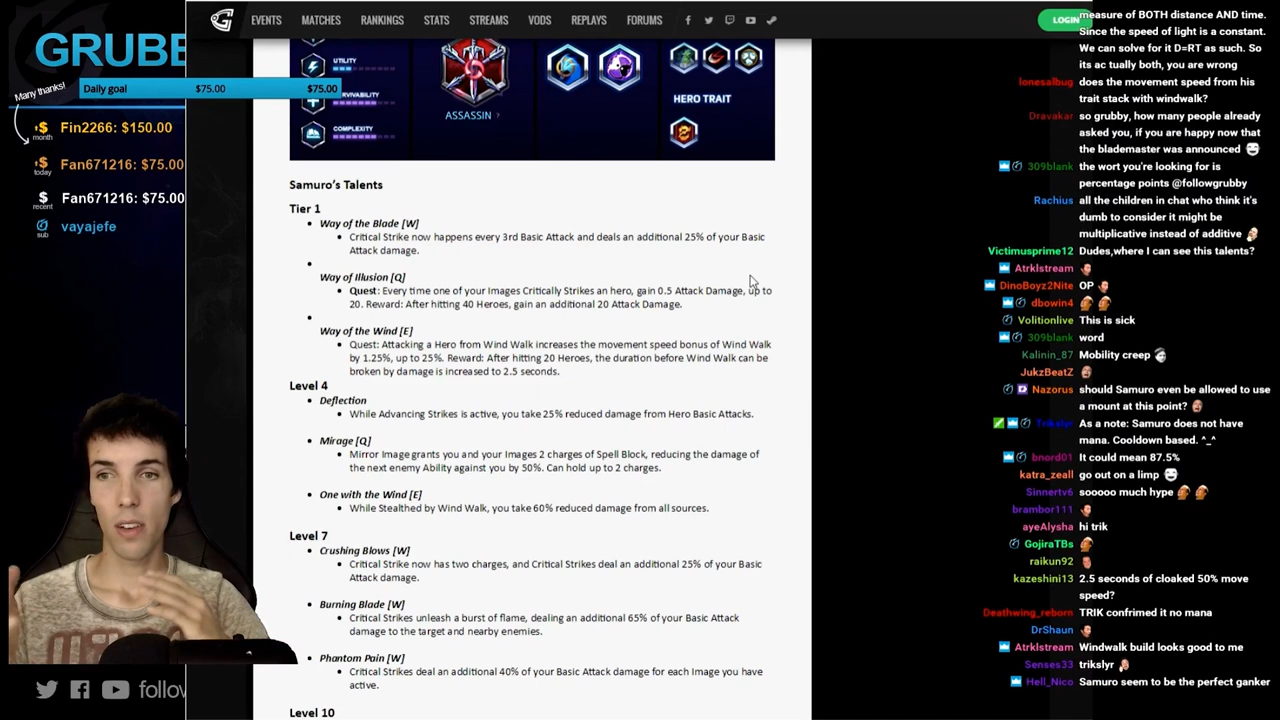 GRUBB
Many thanks!
Daily goal $75.00 $75.00
month Fin2266: $150.00
today Fan671216: $75.00
recent Fan671216: $75.00
sub vayajefe
follow
EVENTS MATCHES RANKINGS STATS STREAMS VODS REPLAYS FORUMS LOGIN
UTILITY
COMPLEXITY
ASSASSIN
HERO TRAIT
Samuro's Talents
Tier 1
Way of the Blade [W]
Critical Strike now happens every 3rd Basic Attack and deals an additional 25% of your Basic
Attack damage.
Way of Illusion [Q]
Quest: Every time one of your Images Critically Strikes an hero, gain 0.5 Attack Damage, up to
20. Reward: After hitting 40 Heroes, gain an additional 20 Attack Damage.
Way of the Wind [E]
Quest: Attacking a Hero from Wind Walk increases the movement speed bonus of Wind Walk
by 1.25%, up to 25%. Reward: After hitting 20 Heroes, the duration before Wind Walk can be
broken by damage is increased to 2.5 seconds.
Level 4
Deflection
While Advancing Strikes is active, you take 25% reduced damage from Hero Basic Attacks.
Mirage [Q]
Mirror Image grants you and your Images 2 charges of Spell Block, reducing the damage of
the next enemy Ability against you by 50%. Can hold up to 2 charges.
One with the Wind [E]
While Stealthed by Wind Walk, you take 60% reduced damage from all sources.
Level 7
Crushing Blows [W]
Critical Strike now has two charges, and Critical Strikes deal an additional 25% of your Basic
Attack damage.
Burning Blade [W]
Critical Strikes unleash a burst of flame, dealing an additional 65% of your Basic Attack
damage to the target and nearby enemies.
Phantom Pain [W]
Critical Strikes deal an additional 40% of your Basic Attack damage for each Image you have
active.
Level 10
measure of BOTH distance AND time.
Since the speed of light is a constant.
We can solve for it D=RT as such. So
its ac tually both, you are wrong
lonesalbug does the movement speed from his
trait stack with windwalk?
Dravakar so grubby, how many people already
asked you, if you are happy now that
the blademaster was announced
309blank the wort you're looking for is
percentage points @followgrubby
Rachius all the children in chat who think it's
dumb to consider it might be
multiplicative instead of additive
Victimusprime12 Dudes,where I can see this talents?
Atrklstream
DinoBoyz2Nite OP
dbowin4
Volitionlive This is sick
309blank word
Kalinin_87 Mobility creep
JukzBeatZ
Nazorus should Samuro even be allowed to
use a mount at this point?
Trikslyr As a note: Samuro does not have
mana. Cooldown based. ^_^
bnord01 It could mean 87.5%
katra_zeall go out on a limp
Sinnertv6 sooooo much hype
brambor111
ayeAlysha hi trik
GojiraTBs
raikun92
kazeshini13 2.5 seconds of cloaked 50% move
speed?
Deathwing_reborn TRIK confrimed it no mana
DrShaun
Atrklstream Windwalk build looks good to me
Senses33 trikslyr
Hell_Nico Samuro seem to be the perfect ganker